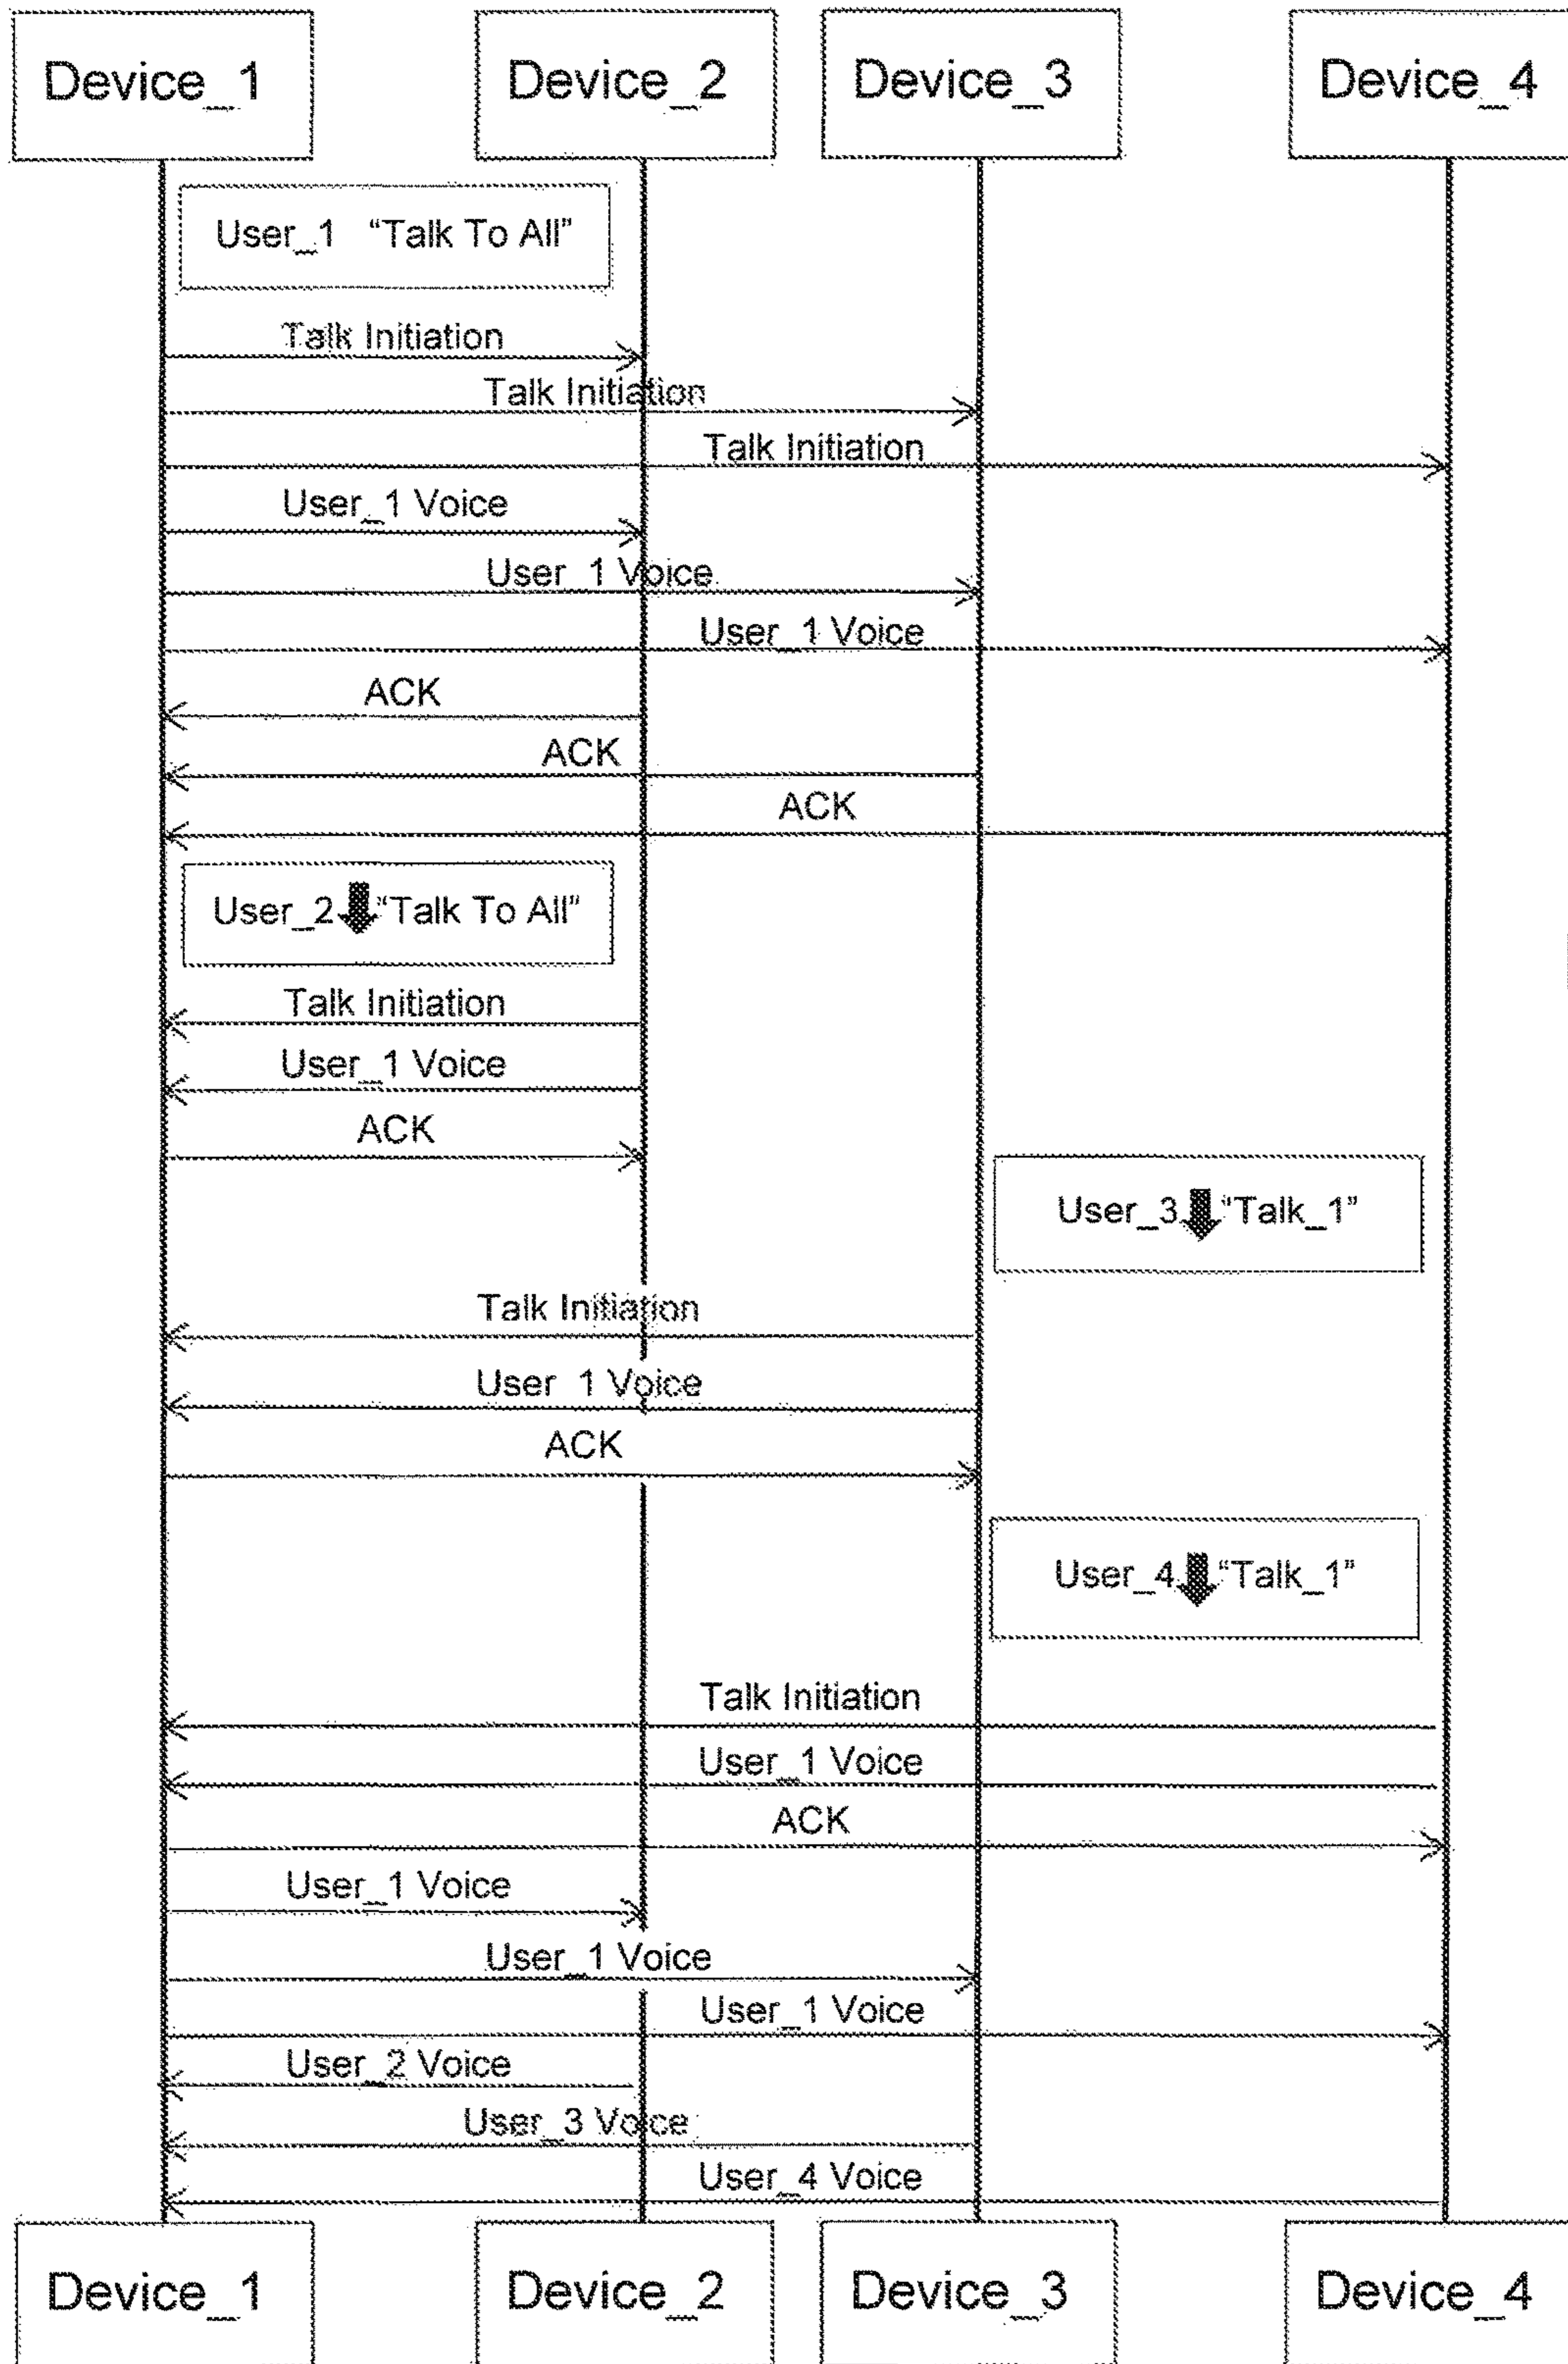 Device_1 Device_2 Device_3 Device_4
User_1 “Talk To All”
Talk Initiation
Talk Initiation
Talk Initiation
User_1 Voice
User_1 Voice
User_1 Voice
ACK
ACK
ACK
User_2 “Talk To All”
Talk Initiation
User_1 Voice
ACK
User_3 “Talk_1”
Talk Initiation
User_1 Voice
ACK
User_4 “Talk_1”
Talk Initiation
User_1 Voice
ACK
User_1 Voice
User_1 Voice
User_1 Voice
User_2 Voice
User_3 Voice
User_4 Voice
Device_1 Device_2 Device_3 Device_4